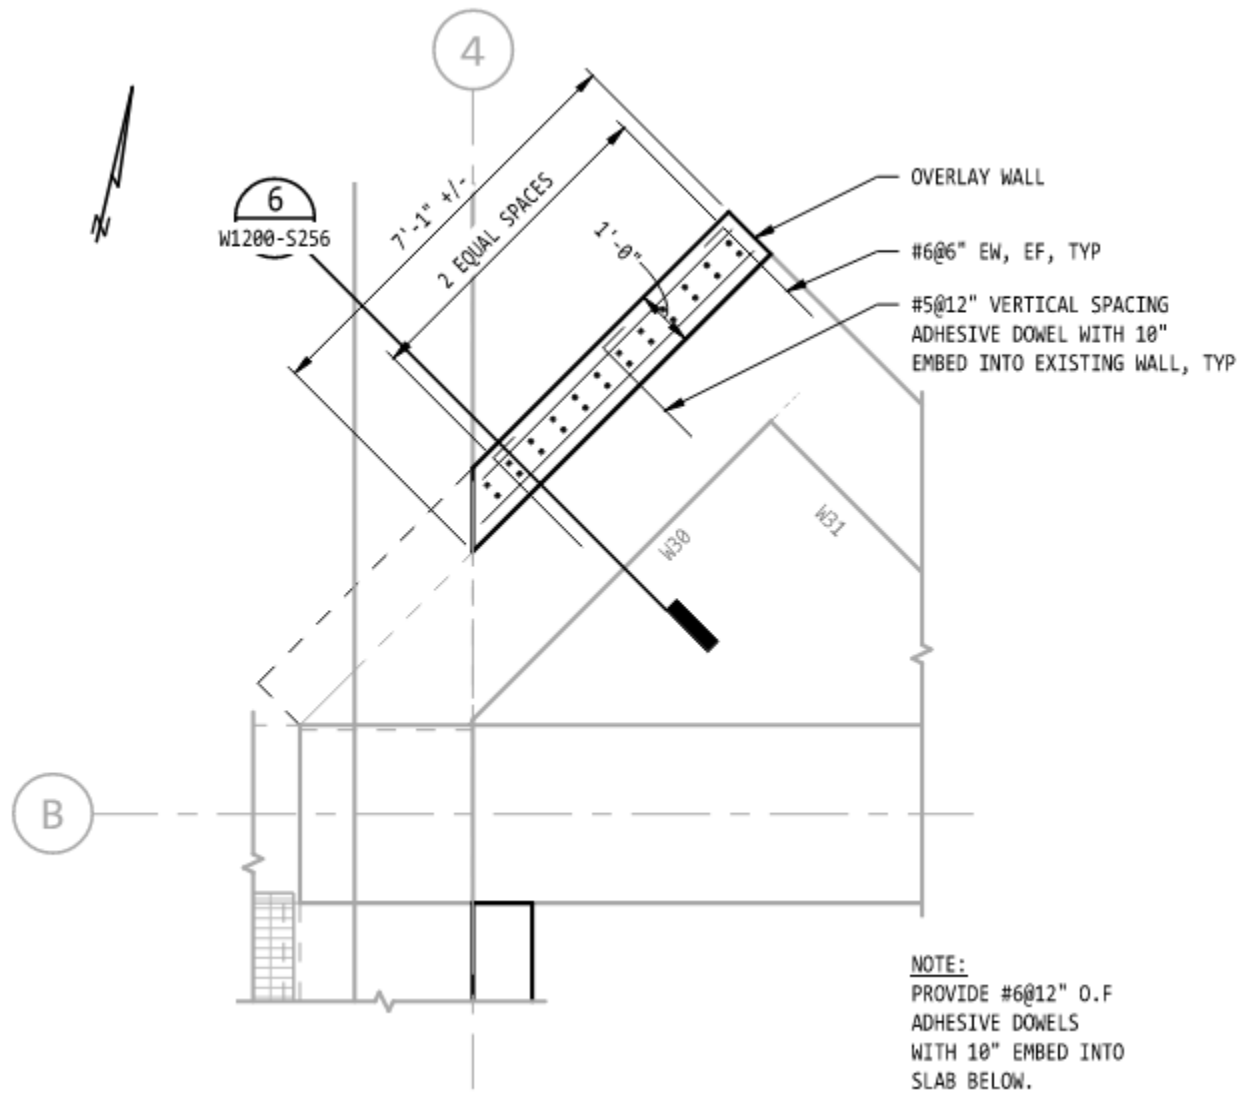 4
N
6
W1200-S256
7'-1" +/-
2 EQUAL SPACES
1'-0"
OVERLAY WALL
#6@6" EW, EF, TYP
#5@12" VERTICAL SPACING
ADHESIVE DOWEL WITH 10"
EMBED INTO EXISTING WALL, TYP
W30
W31
B
NOTE:
PROVIDE #6@12" O.F
ADHESIVE DOWELS
WITH 10" EMBED INTO
SLAB BELOW.